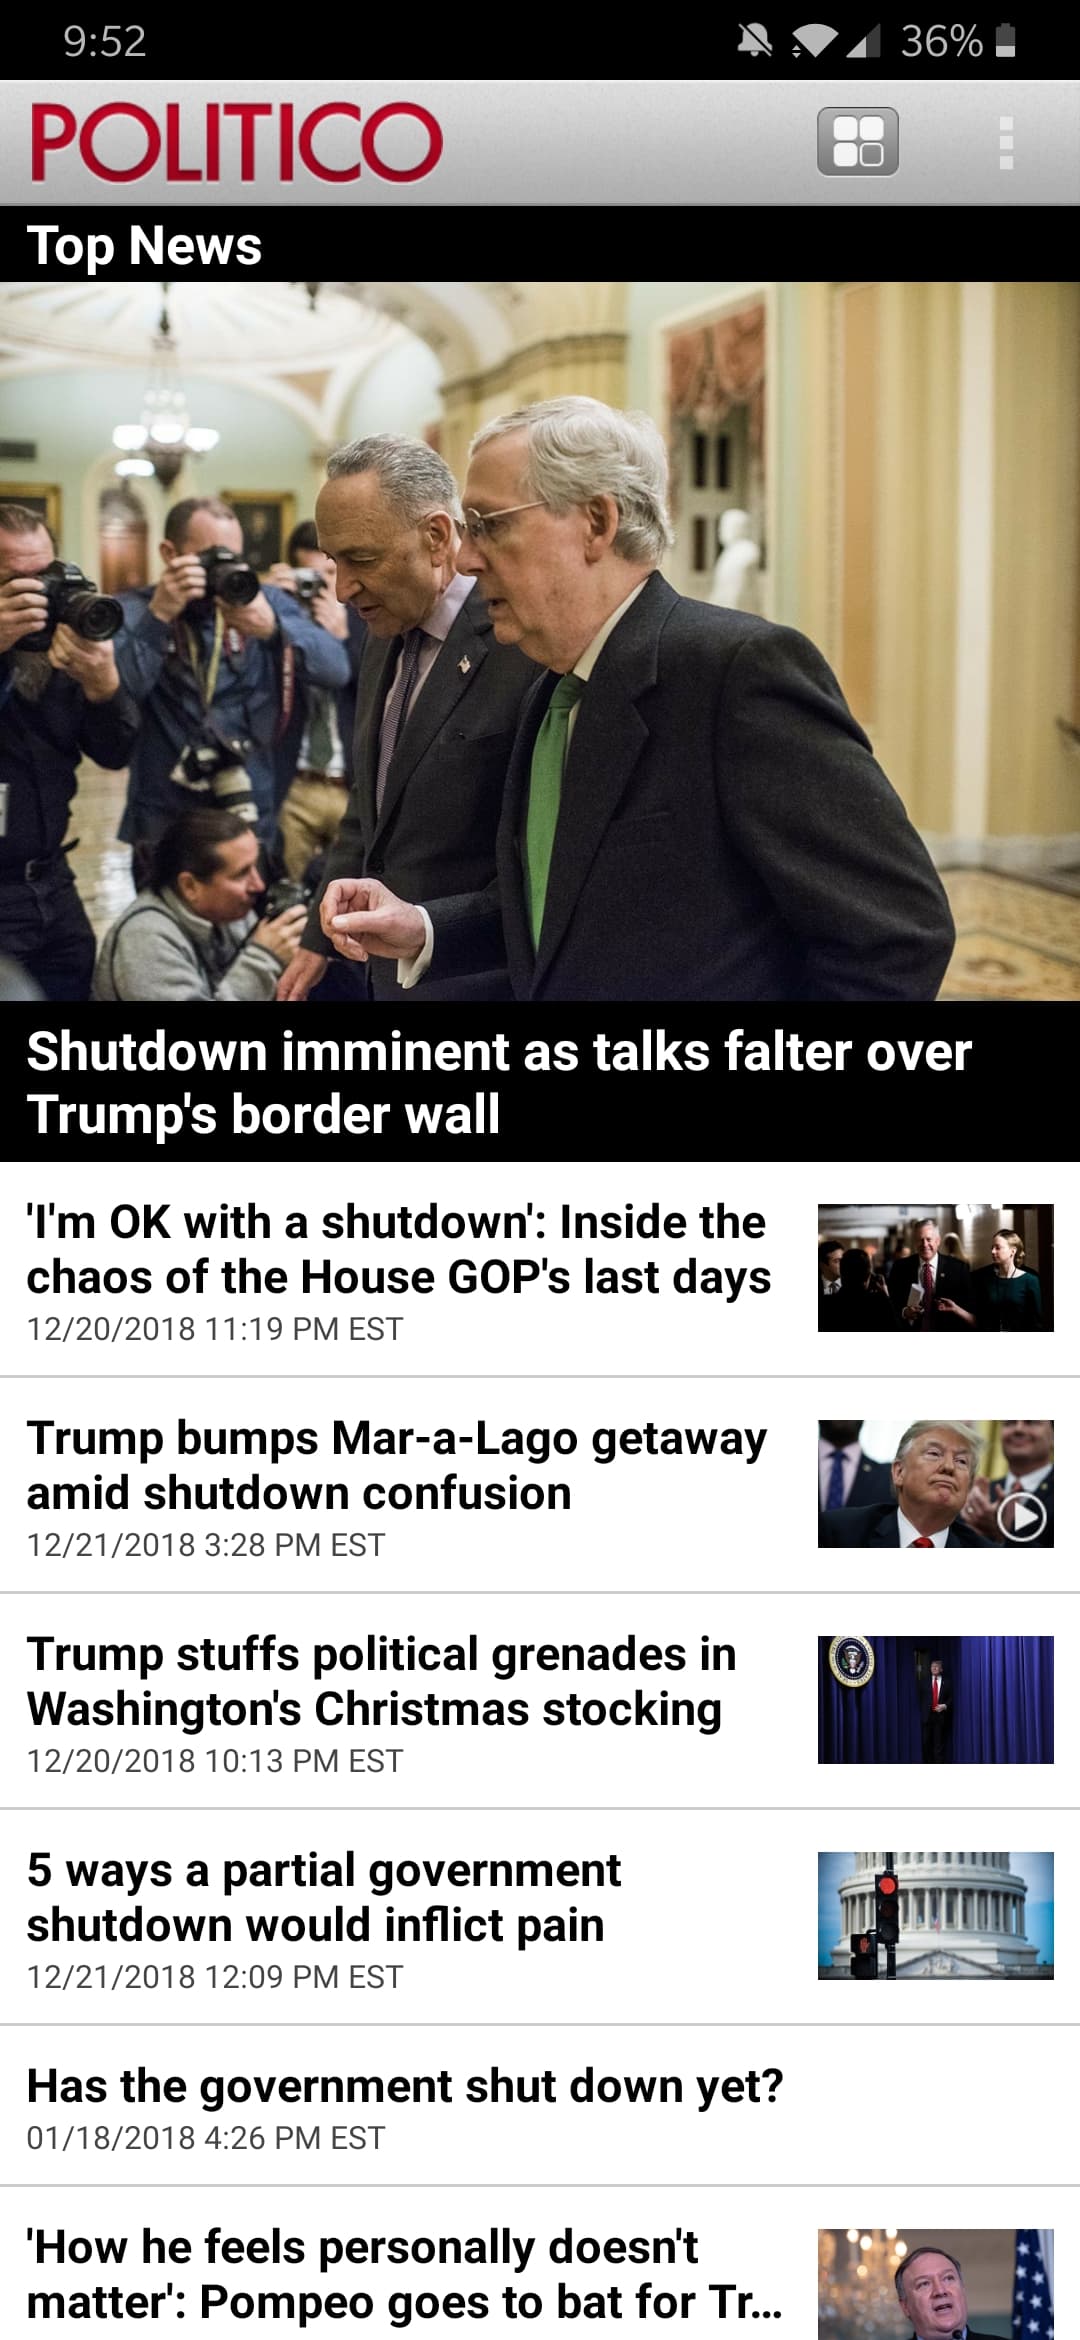 9:52
36%
POLITICO
Top News
Shutdown imminent as talks falter over
Trump's border wall
'I'm OK with a shutdown': Inside the
chaos of the House GOP's last days
12/20/2018 11:19 PM EST
Trump bumps Mar-a-Lago getaway
amid shutdown confusion
12/21/2018 3:28 PM EST
Trump stuffs political grenades in
Washington's Christmas stocking
12/20/2018 10:13 PM EST
5 ways a partial government
shutdown would inflict pain
12/21/2018 12:09 PM EST
Has the government shut down yet?
01/18/2018 4:26 PM EST
'How he feels personally doesn't
matter': Pompeo goes to bat for Tr...